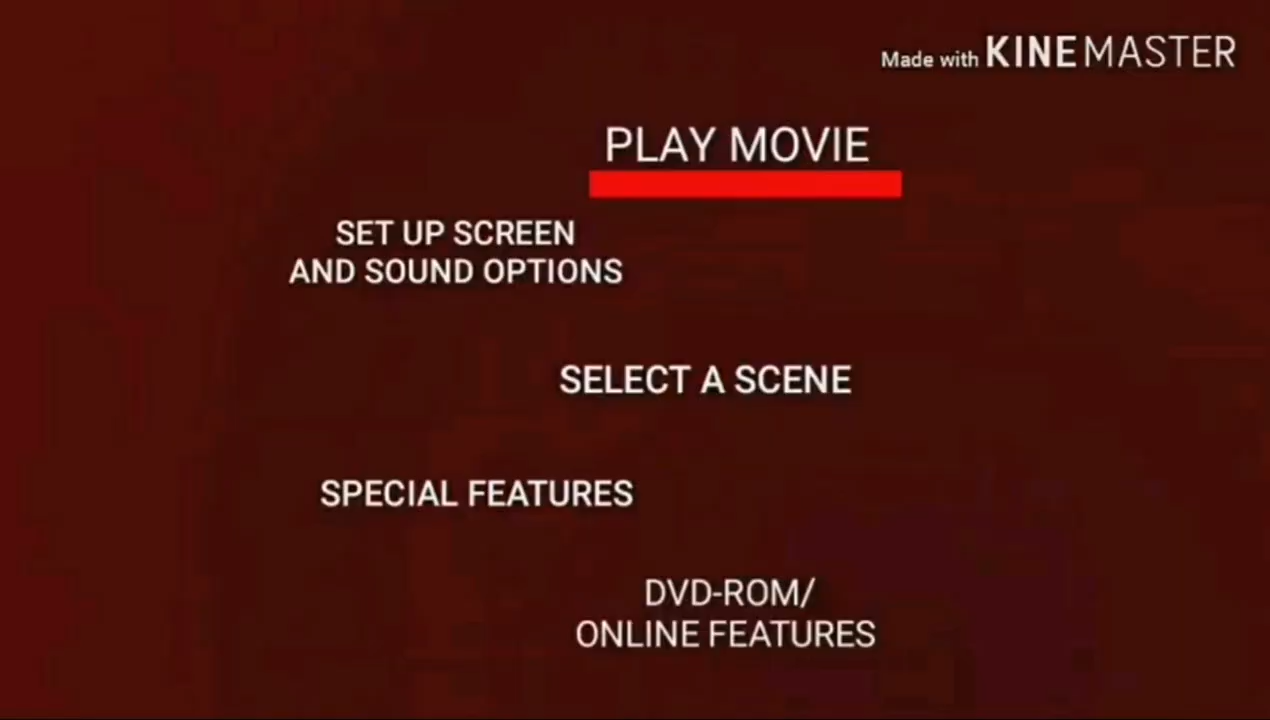 Made with KINEMASTER
PLAY MOVIE
SET UP SCREEN
AND SOUND OPTIONS
SELECT A SCENE
SPECIAL FEATURES
DVD-ROM/
ONLINE FEATURES